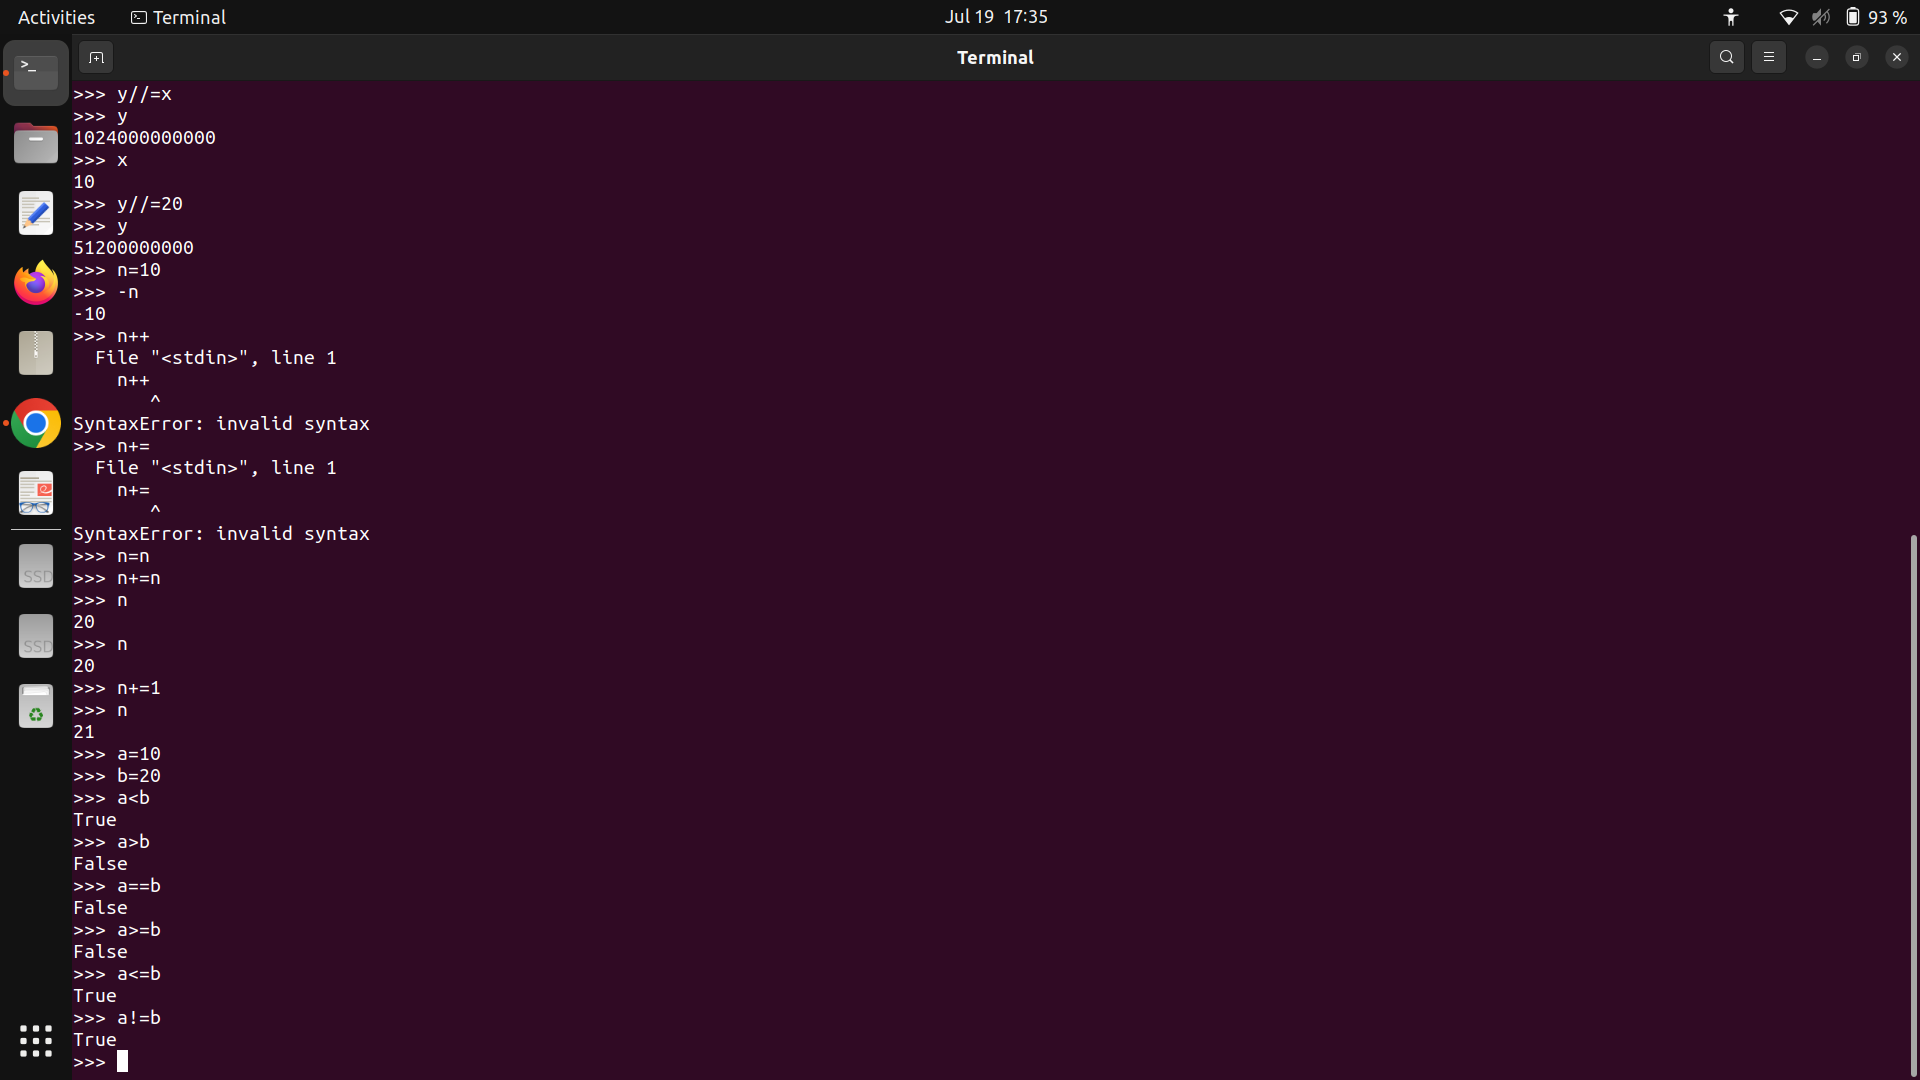 Activities Terminal Jul 19 17:35 93 %
Terminal
>>> y//=x
>>> y
1024000000000
>>> x
10
>>> y//=20
>>> y
51200000000
>>> n=10
>>> -n
-10
>>> n++
  File "<stdin>", line 1
    n++
       ^
SyntaxError: invalid syntax
>>> n+=
  File "<stdin>", line 1
    n+=
       ^
SyntaxError: invalid syntax
>>> n=n
>>> n+=n
>>> n
20
>>> n
20
>>> n+=1
>>> n
21
>>> a=10
>>> b=20
>>> a<b
True
>>> a>b
False
>>> a==b
False
>>> a>=b
False
>>> a<=b
True
>>> a!=b
True
>>>
SSD
SSD